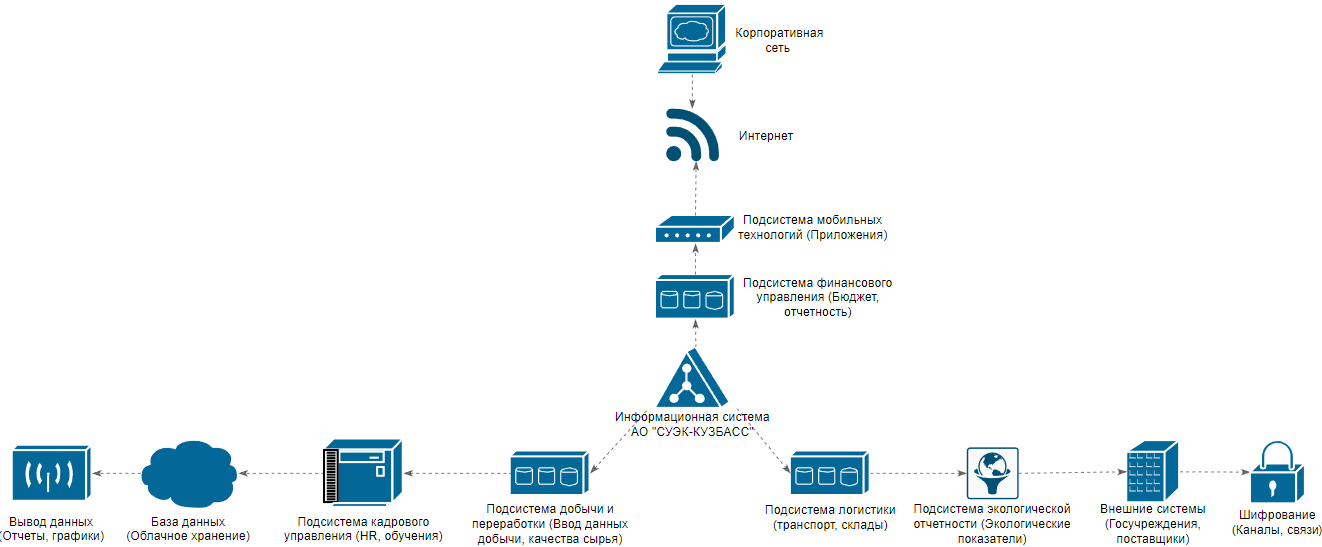 Корпоративная
сеть
Интернет
Подсистема мобильных
технологий (Приложения)
Подсистема финансового
управления (Бюджет,
отчетность)
Информационная система
АО "СУЭК-КУЗБАСС"
Вывод данных
(Отчеты, графики)
База данных
(Облачное хранение)
Подсистема кадрового
управления (HR, обучения)
Подсистема добычи и
переработки (Ввод данных
добычи, качества сырья)
Подсистема логистики
(транспорт, склады)
Подсистема экологической
отчетности (Экологические
показатели)
Внешние системы
(Госучреждения,
поставщики)
Шифрование
(Каналы, связи)